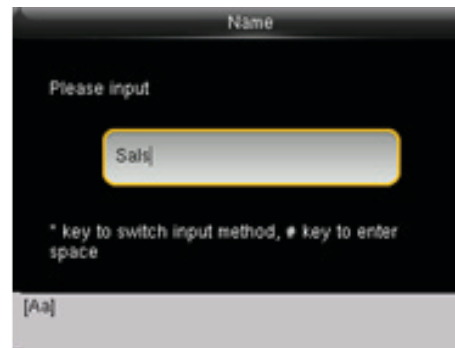 Name
Please input
Sals
* key to switch input method, # key to enter
space
[Aa]